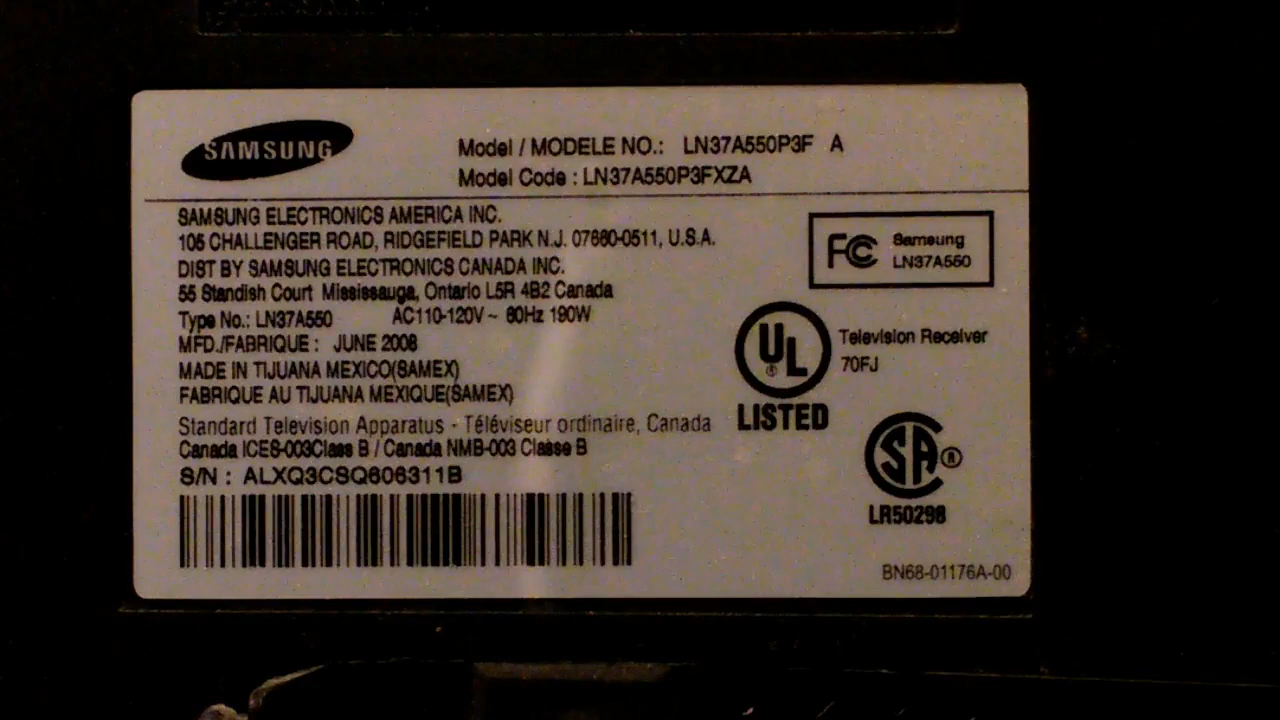 SAMSUNG
Model / MODELE NO.: LN37A550P3F A
Model Code : LN37A550P3FXZA
SAMSUNG ELECTRONICS AMERICA INC.
105 CHALLENGER ROAD, RIDGEFIELD PARK N.J. 07660-0511, U.S.A.
DIST BY SAMSUNG ELECTRONICS CANADA INC.
55 Standish Court Mississauga, Ontario L5R 4B2 Canada
Type No.: LN37A550 AC110-120V ~ 60Hz 190W
MFD./FABRIQUE : JUNE 2008
MADE IN TIJUANA MEXICO(SAMEX)
FABRIQUE AU TIJUANA MEXIQUE(SAMEX)
Standard Television Apparatus - Téléviseur ordinaire, Canada
Canada ICES-003Class B / Canada NMB-003 Classe B
S/N : ALXQ3CSQ606311B
FC Samsung
LN37A550
UL ®
LISTED
Television Receiver
70FJ
SA ®
LR50298
BN68-01176A-00